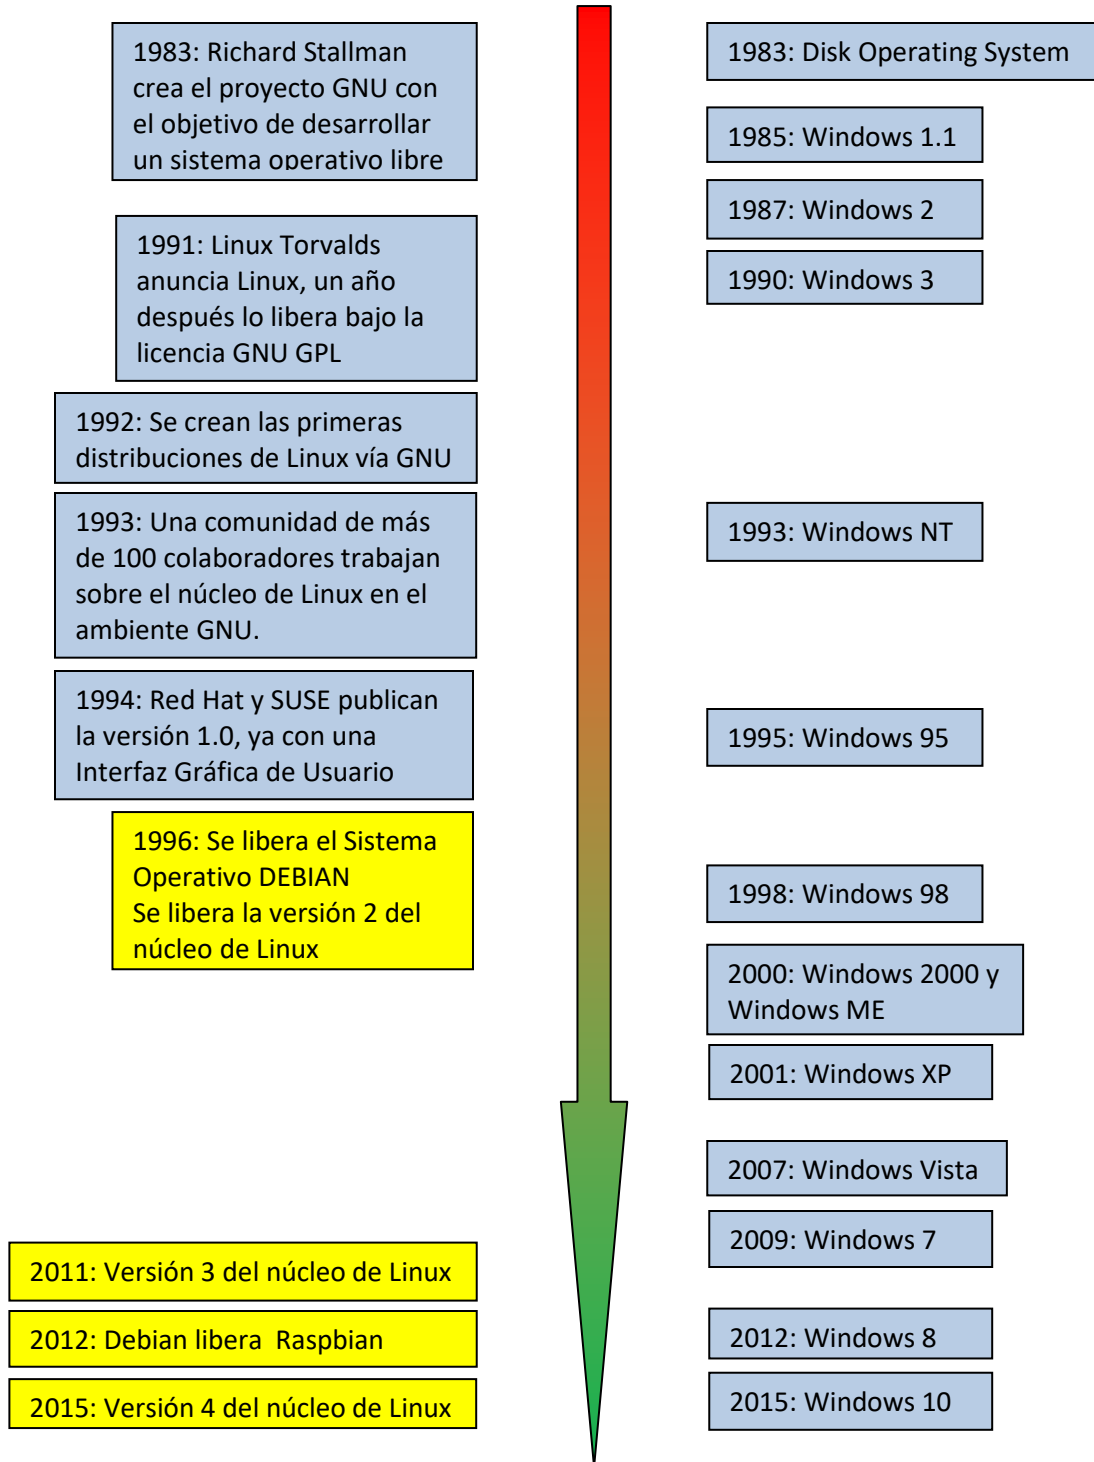 1983: Richard Stallman
crea el proyecto GNU con
el objetivo de desarrollar
un sistema operativo libre
1991: Linux Torvalds
anuncia Linux, un año
después lo libera bajo la
licencia GNU GPL
1992: Se crean las primeras
distribuciones de Linux vía GNU
1993: Una comunidad de más
de 100 colaboradores trabajan
sobre el núcleo de Linux en el
ambiente GNU.
1994: Red Hat y SUSE publican
la versión 1.0, ya con una
Interfaz Gráfica de Usuario
1996: Se libera el Sistema
Operativo DEBIAN
Se libera la versión 2 del
núcleo de Linux
2011: Versión 3 del núcleo de Linux
2012: Debian libera  Raspbian
2015: Versión 4 del núcleo de Linux
1983: Disk Operating System
1985: Windows 1.1
1987: Windows 2
1990: Windows 3
1993: Windows NT
1995: Windows 95
1998: Windows 98
2000: Windows 2000 y
Windows ME
2001: Windows XP
2007: Windows Vista
2009: Windows 7
2012: Windows 8
2015: Windows 10